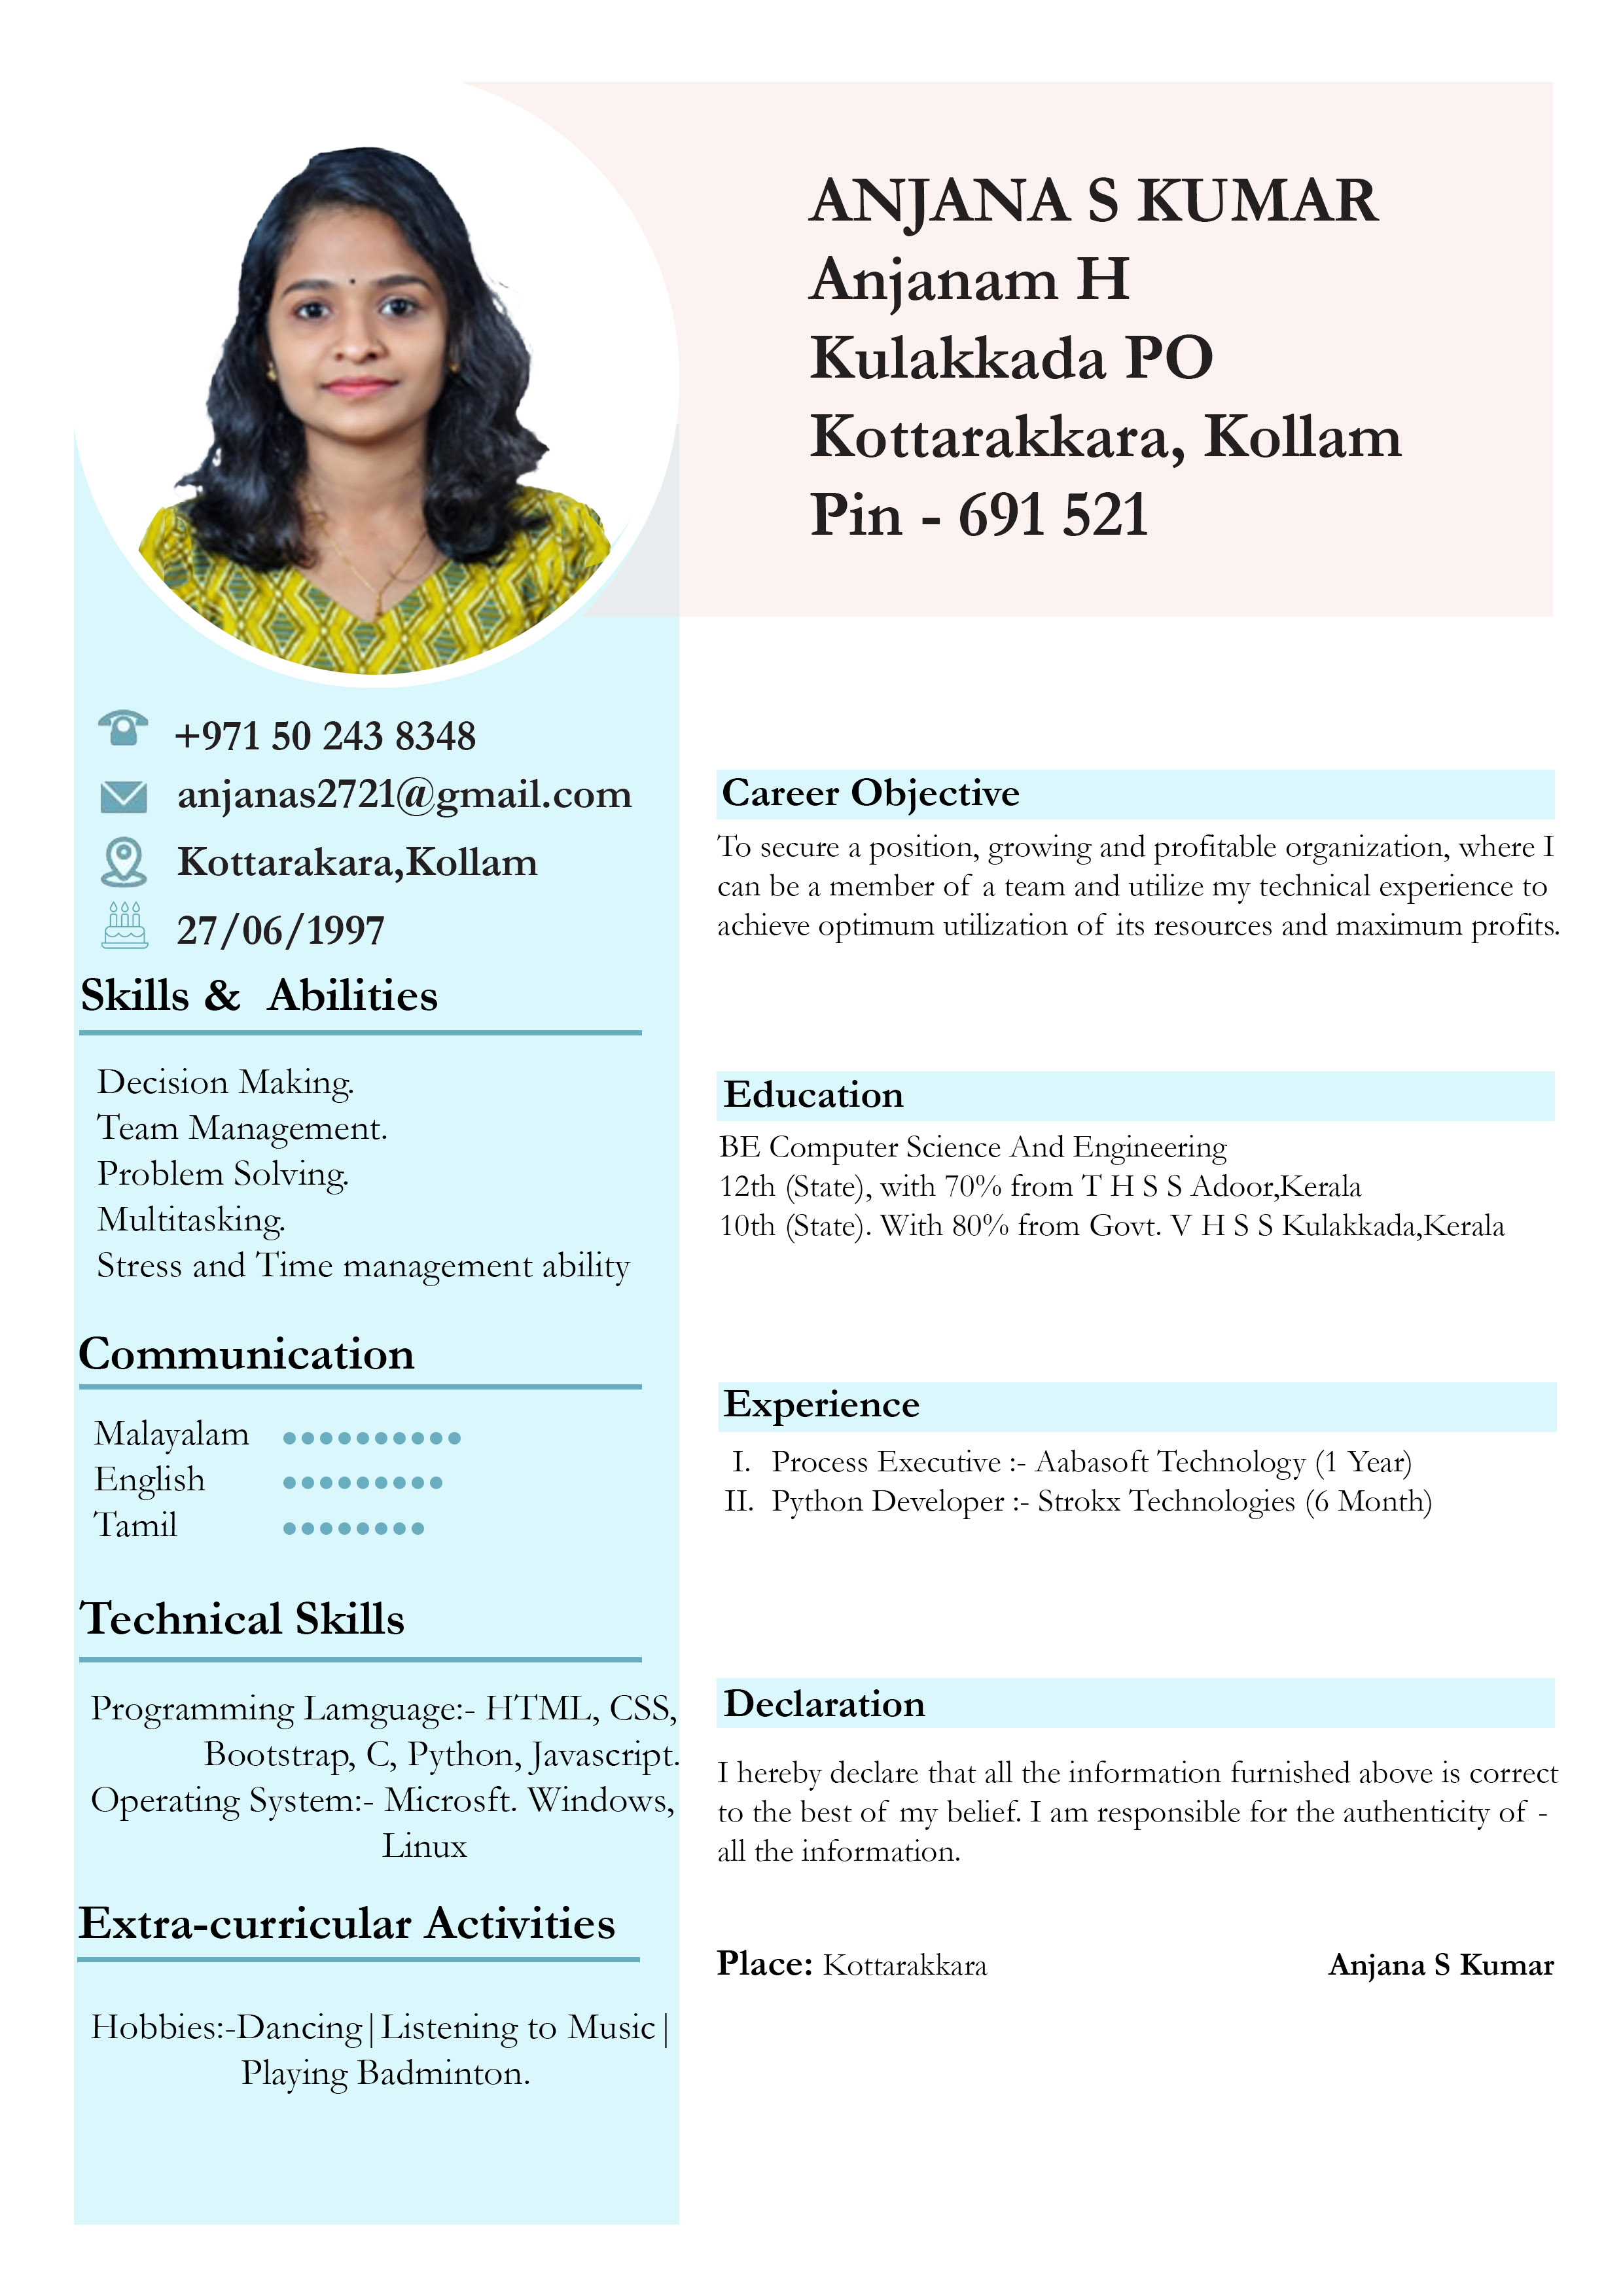 ANJANA S KUMAR
Anjanam H
Kulakkada PO
Kottarakkara, Kollam
Pin - 691 521
+971 50 243 8348
anjanas2721@gmail.com
Kottarakara,Kollam
27/06/1997
Skills & Abilities
Decision Making.
Team Management.
Problem Solving.
Multitasking.
Stress and Time management ability
Communication
Malayalam
English
Tamil
Technical Skills
Programming Lamguage:- HTML, CSS,
Bootstrap, C, Python, Javascript.
Operating System:- Microsft. Windows,
Linux
Extra-curricular Activities
Hobbies:-Dancing|Listening to Music|
Playing Badminton.
Career Objective
To secure a position, growing and profitable organization, where I
can be a member of a team and utilize my technical experience to
achieve optimum utilization of its resources and maximum profits.
Education
BE Computer Science And Engineering
12th (State), with 70% from T H S S Adoor,Kerala
10th (State). With 80% from Govt. V H S S Kulakkada,Kerala
Experience
I. Process Executive :- Aabasoft Technology (1 Year)
II. Python Developer :- Strokx Technologies (6 Month)
Declaration
I hereby declare that all the information furnished above is correct
to the best of my belief. I am responsible for the authenticity of -
all the information.
Place: Kottarakkara
Anjana S Kumar